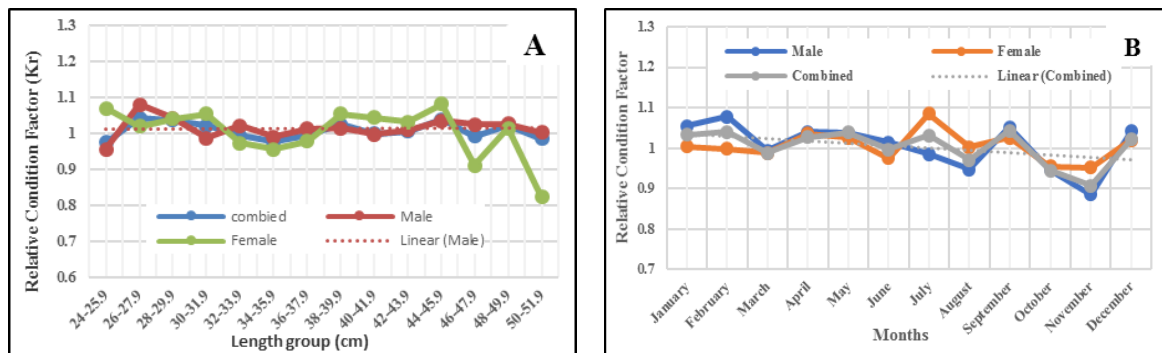 A
Relative Condition Factor (Kr)
1.3
1.2
1.1
1
0.9
0.8
0.7
0.6
combied
Male
Female
Linear (Male)
24-25.9
26-27.9
28-29.9
30-31.9
32-33.9
34-35.9
36-37.9
38-39.9
40-41.9
42-43.9
44-45.9
46-47.9
48-49.9
50-51.9
Length group (cm)
B
Relative Condition Factor
1.3
1.2
1.1
1
0.9
0.8
0.7
Male
Female
Combined
Linear (Combined)
January
February
March
April
May
June
July
August
September
October
November
December
Months